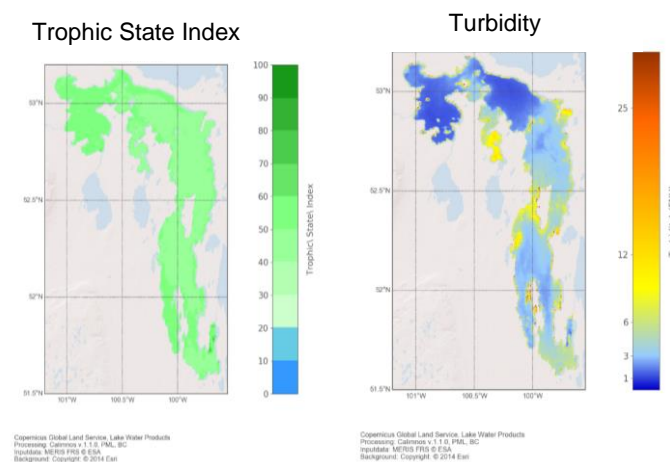 Trophic State Index
Turbidity
100
90
80
70
60
50
40
30
20
10
0
Trophic\ State\ Index
53°N
52.5°N
52°N
51.5°N
101°W
100.5°W
100°W
25
12
6
3
1
53°N
52.5°N
52°N
51.5°N
101°W
100.5°W
100°W
Copernicus Global Land Service, Lake Water Products
Processing: Calimnos v.1.1.0, PML, BC
Inputdata: MERIS FRS © ESA
Background: Copyright: © 2014 Esri
Copernicus Global Land Service, Lake Water Products
Processing: Calimnos v.1.1.0, PML, BC
Inputdata: MERIS FRS © ESA
Background: Copyright: © 2014 Esri